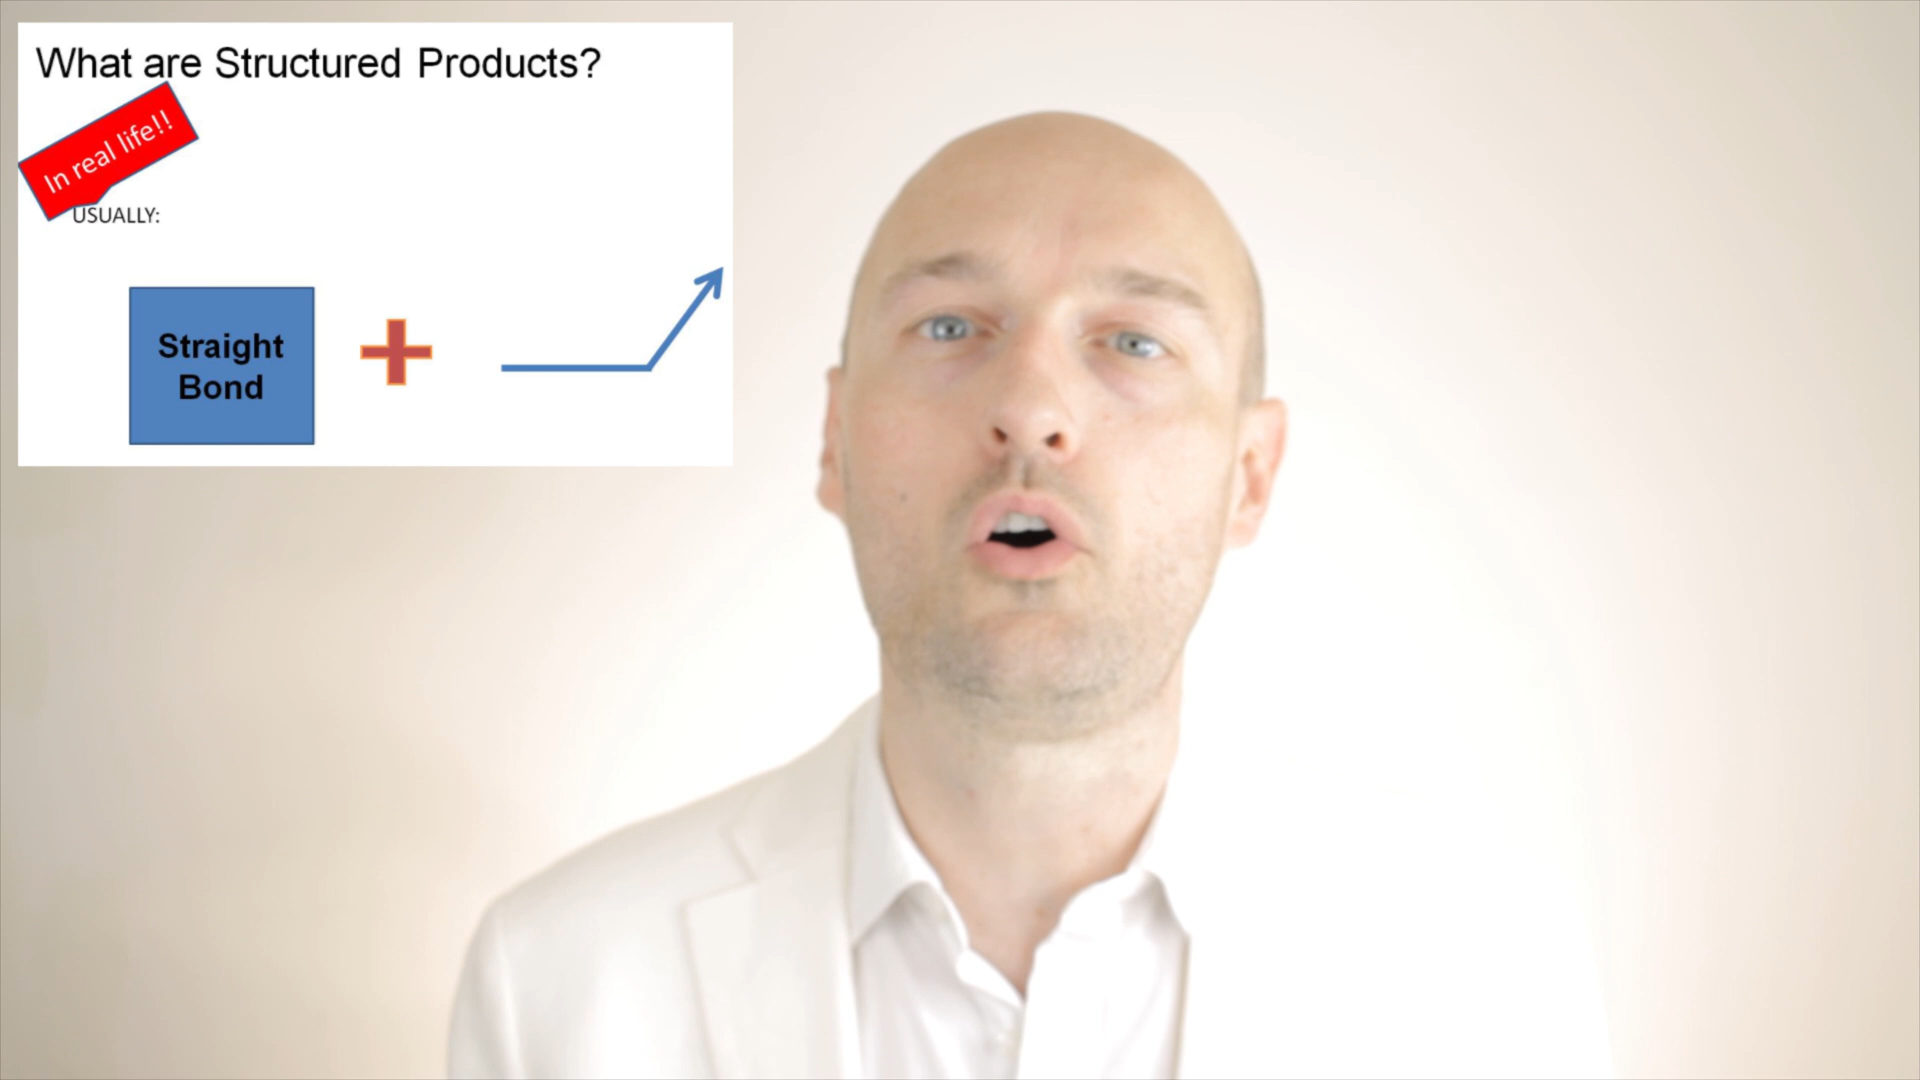 What are Structured Products?
In real life!!
USUALLY:
Straight
Bond